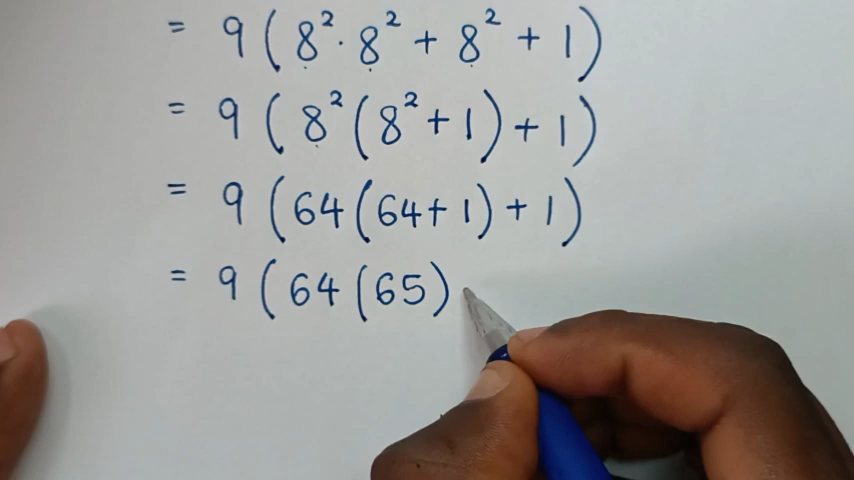 = 9 ( 8² · 8² + 8² + 1 )
= 9 ( 8² ( 8² + 1 ) + 1 )
= 9 ( 64 ( 64 + 1 ) + 1 )
= 9 ( 64 ( 65 )